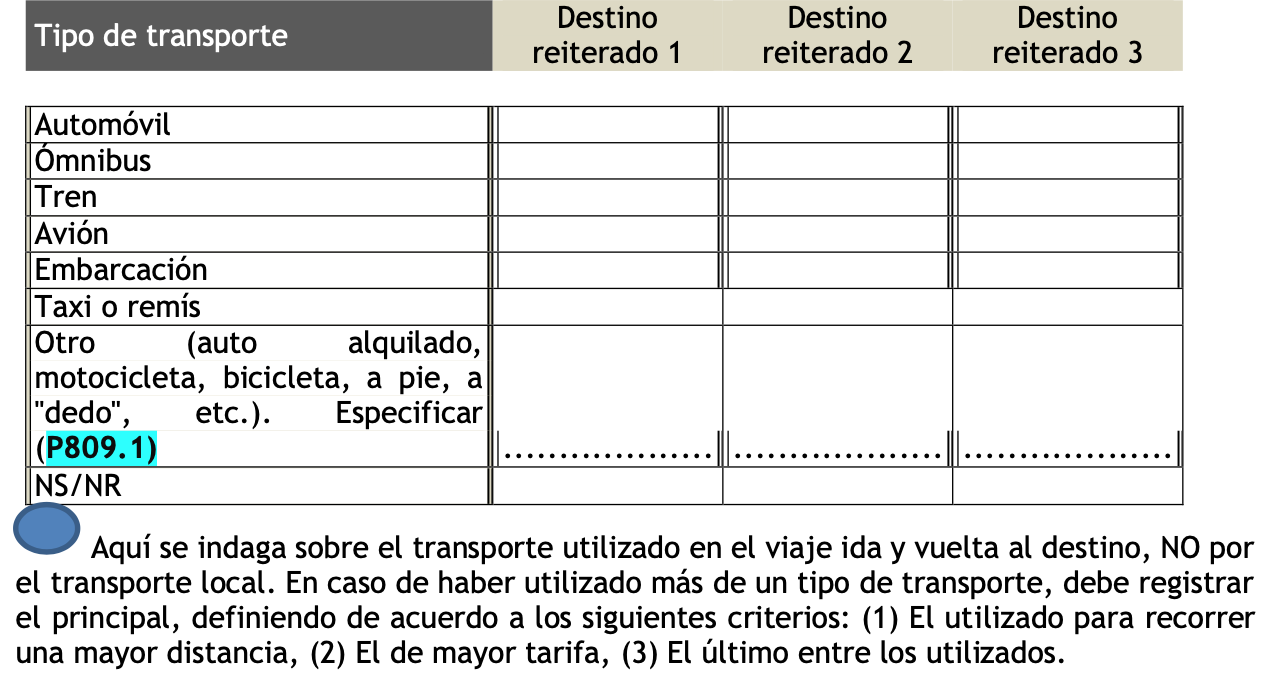 Tipo de transporte
Destino reiterado 1
Destino reiterado 2
Destino reiterado 3
Automóvil
Ómnibus
Tren
Avión
Embarcación
Taxi o remís
Otro (auto alquilado,
motocicleta, bicicleta, a pie, a
"dedo", etc.). Especificar
(P809.1) ................... ................... ...................
NS/NR
Aquí se indaga sobre el transporte utilizado en el viaje ida y vuelta al destino, NO por
el transporte local. En caso de haber utilizado más de un tipo de transporte, debe registrar
el principal, definiendo de acuerdo a los siguientes criterios: (1) El utilizado para recorrer
una mayor distancia, (2) El de mayor tarifa, (3) El último entre los utilizados.